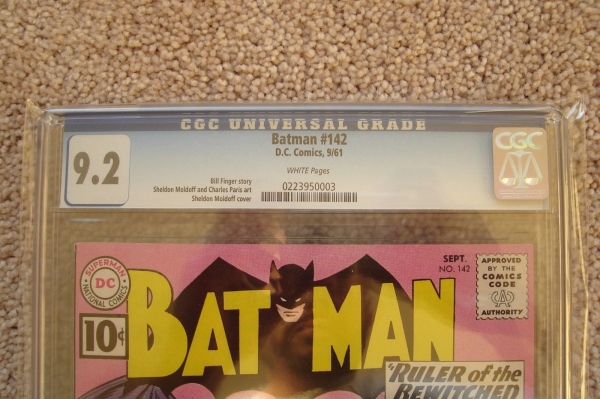 CGC UNIVERSAL GRADE
9.2
Batman #142
D.C. Comics, 9/61
WHITE Pages
Bill Finger story
Sheldon Moldoff and Charles Paris art
Sheldon Moldoff cover
0223950003
CGC
SUPERMAN
DC
NATIONAL COMICS
10¢
SEPT.
NO. 142
APPROVED
BY THE
COMICS
CODE
CA
AUTHORITY
BATMAN
"RULER of the
BEWITCHED